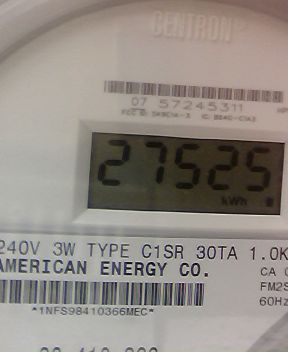 CENTRON
07 57245311
27525
kWh
240V 3W TYPE C1SR 30TA 1.0K
AMERICAN ENERGY CO.
CA
FM2S
60Hz
*1NFS98410366MEC*